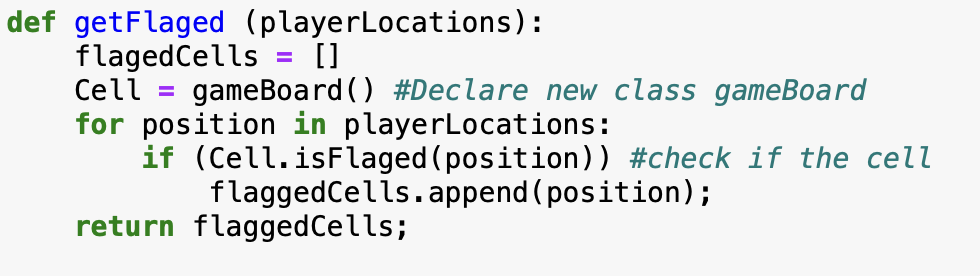 def getFlaged (playerLocations):
    flagedCells = []
    Cell = gameBoard() #Declare new class gameBoard
    for position in playerLocations:
        if (Cell.isFlaged(position)) #check if the cell
            flaggedCells.append(position);
    return flaggedCells;